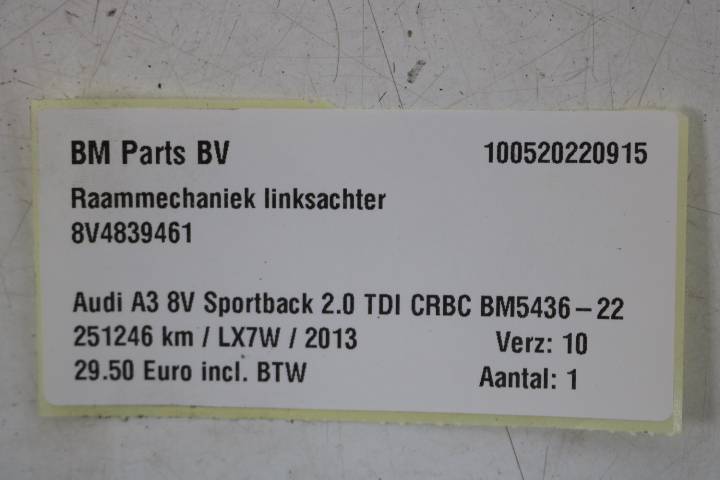 BM Parts BV 100520220915
Raammechaniek linksachter
8V4839461
Audi A3 8V Sportback 2.0 TDI CRBC BM5436-22
251246 km / LX7W / 2013 Verz: 10
29.50 Euro incl. BTW Aantal: 1